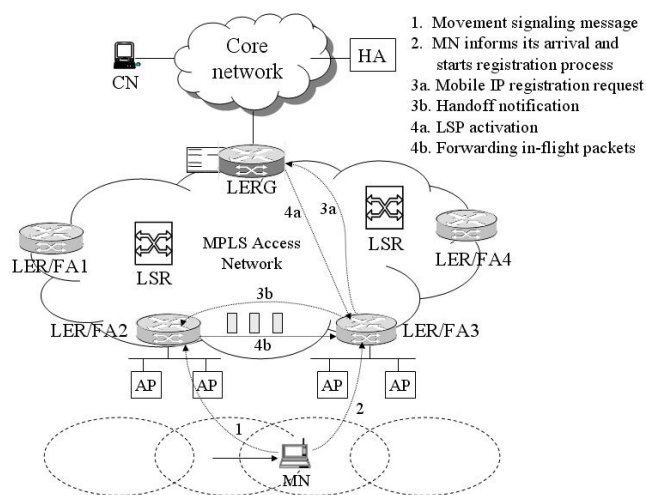 Core
network
CN
HA
1. Movement signaling message
2. MN informs its arrival and
starts registration process
3a. Mobile IP registration request
3b. Handoff notification
4a. LSP activation
4b. Forwarding in-flight packets
LERG
4a
3a
LER/FA1
LSR
MPLS Access
Network
LSR
LER/FA4
3b
LER/FA2
LER/FA3
4b
AP
AP
AP
AP
1
2
MN